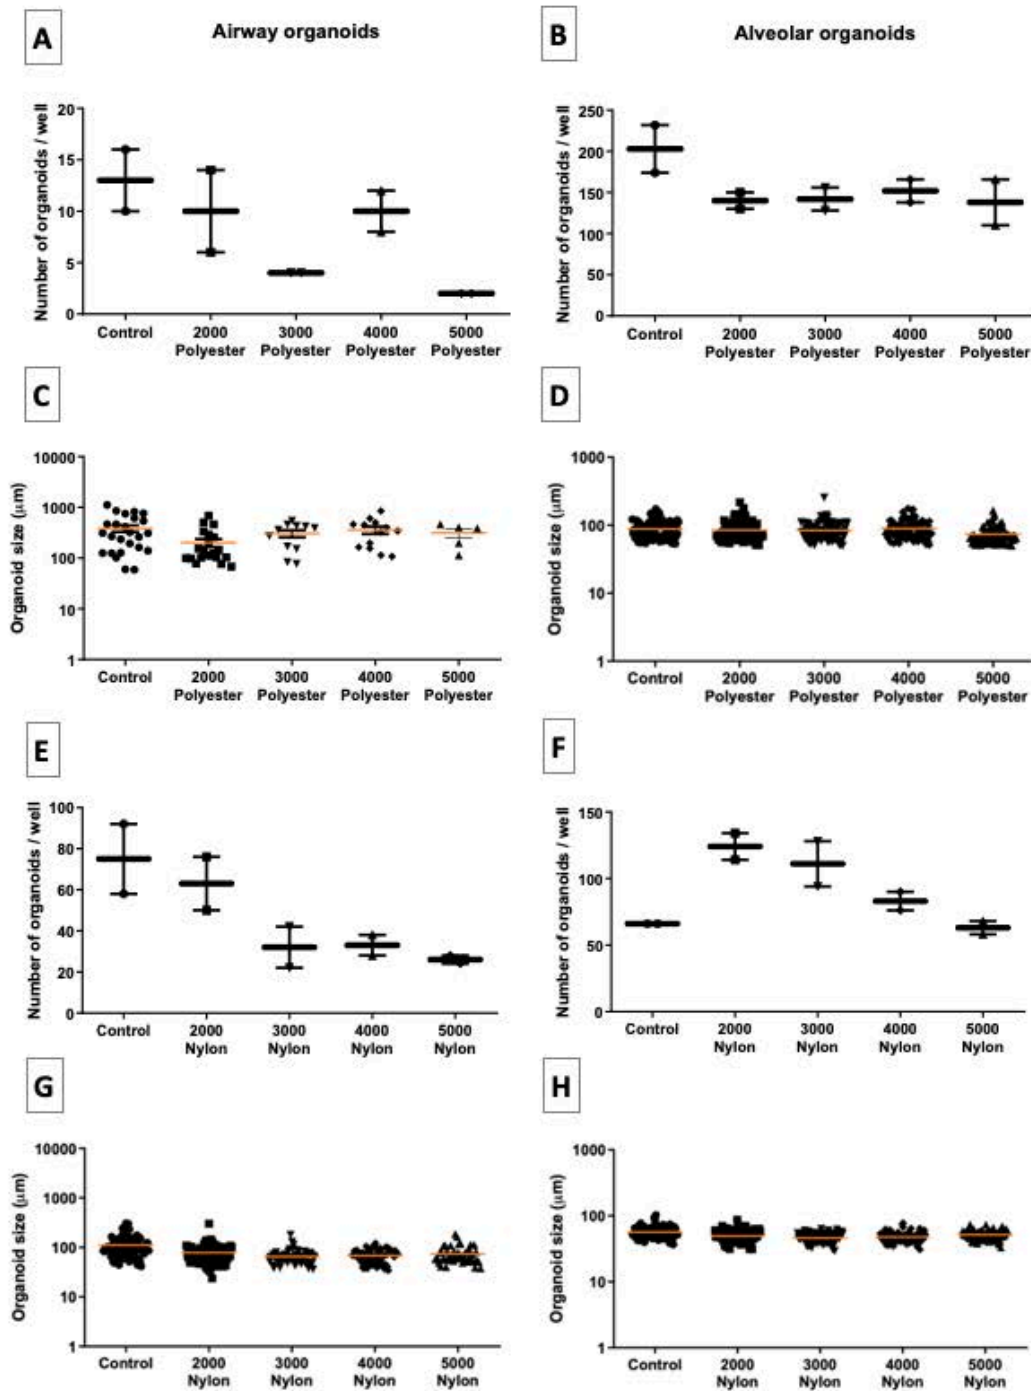 A
Airway organoids
B
Alveolar organoids
Number of organoids / well
20
15
10
5
0
Control
2000 Polyester
3000 Polyester
4000 Polyester
5000 Polyester
Number of organoids / well
250
200
150
100
50
0
Control
2000 Polyester
3000 Polyester
4000 Polyester
5000 Polyester
C
Organoid size (μm)
10000
1000
100
10
1
Control
2000 Polyester
3000 Polyester
4000 Polyester
5000 Polyester
D
Organoid size (μm)
1000
100
10
1
Control
2000 Polyester
3000 Polyester
4000 Polyester
5000 Polyester
E
Number of organoids / well
100
80
60
40
20
0
Control
2000 Nylon
3000 Nylon
4000 Nylon
5000 Nylon
F
Number of organoids / well
150
100
50
0
Control
2000 Nylon
3000 Nylon
4000 Nylon
5000 Nylon
G
Organoid size (μm)
10000
1000
100
10
1
Control
2000 Nylon
3000 Nylon
4000 Nylon
5000 Nylon
H
Organoid size (μm)
1000
100
10
1
Control
2000 Nylon
3000 Nylon
4000 Nylon
5000 Nylon